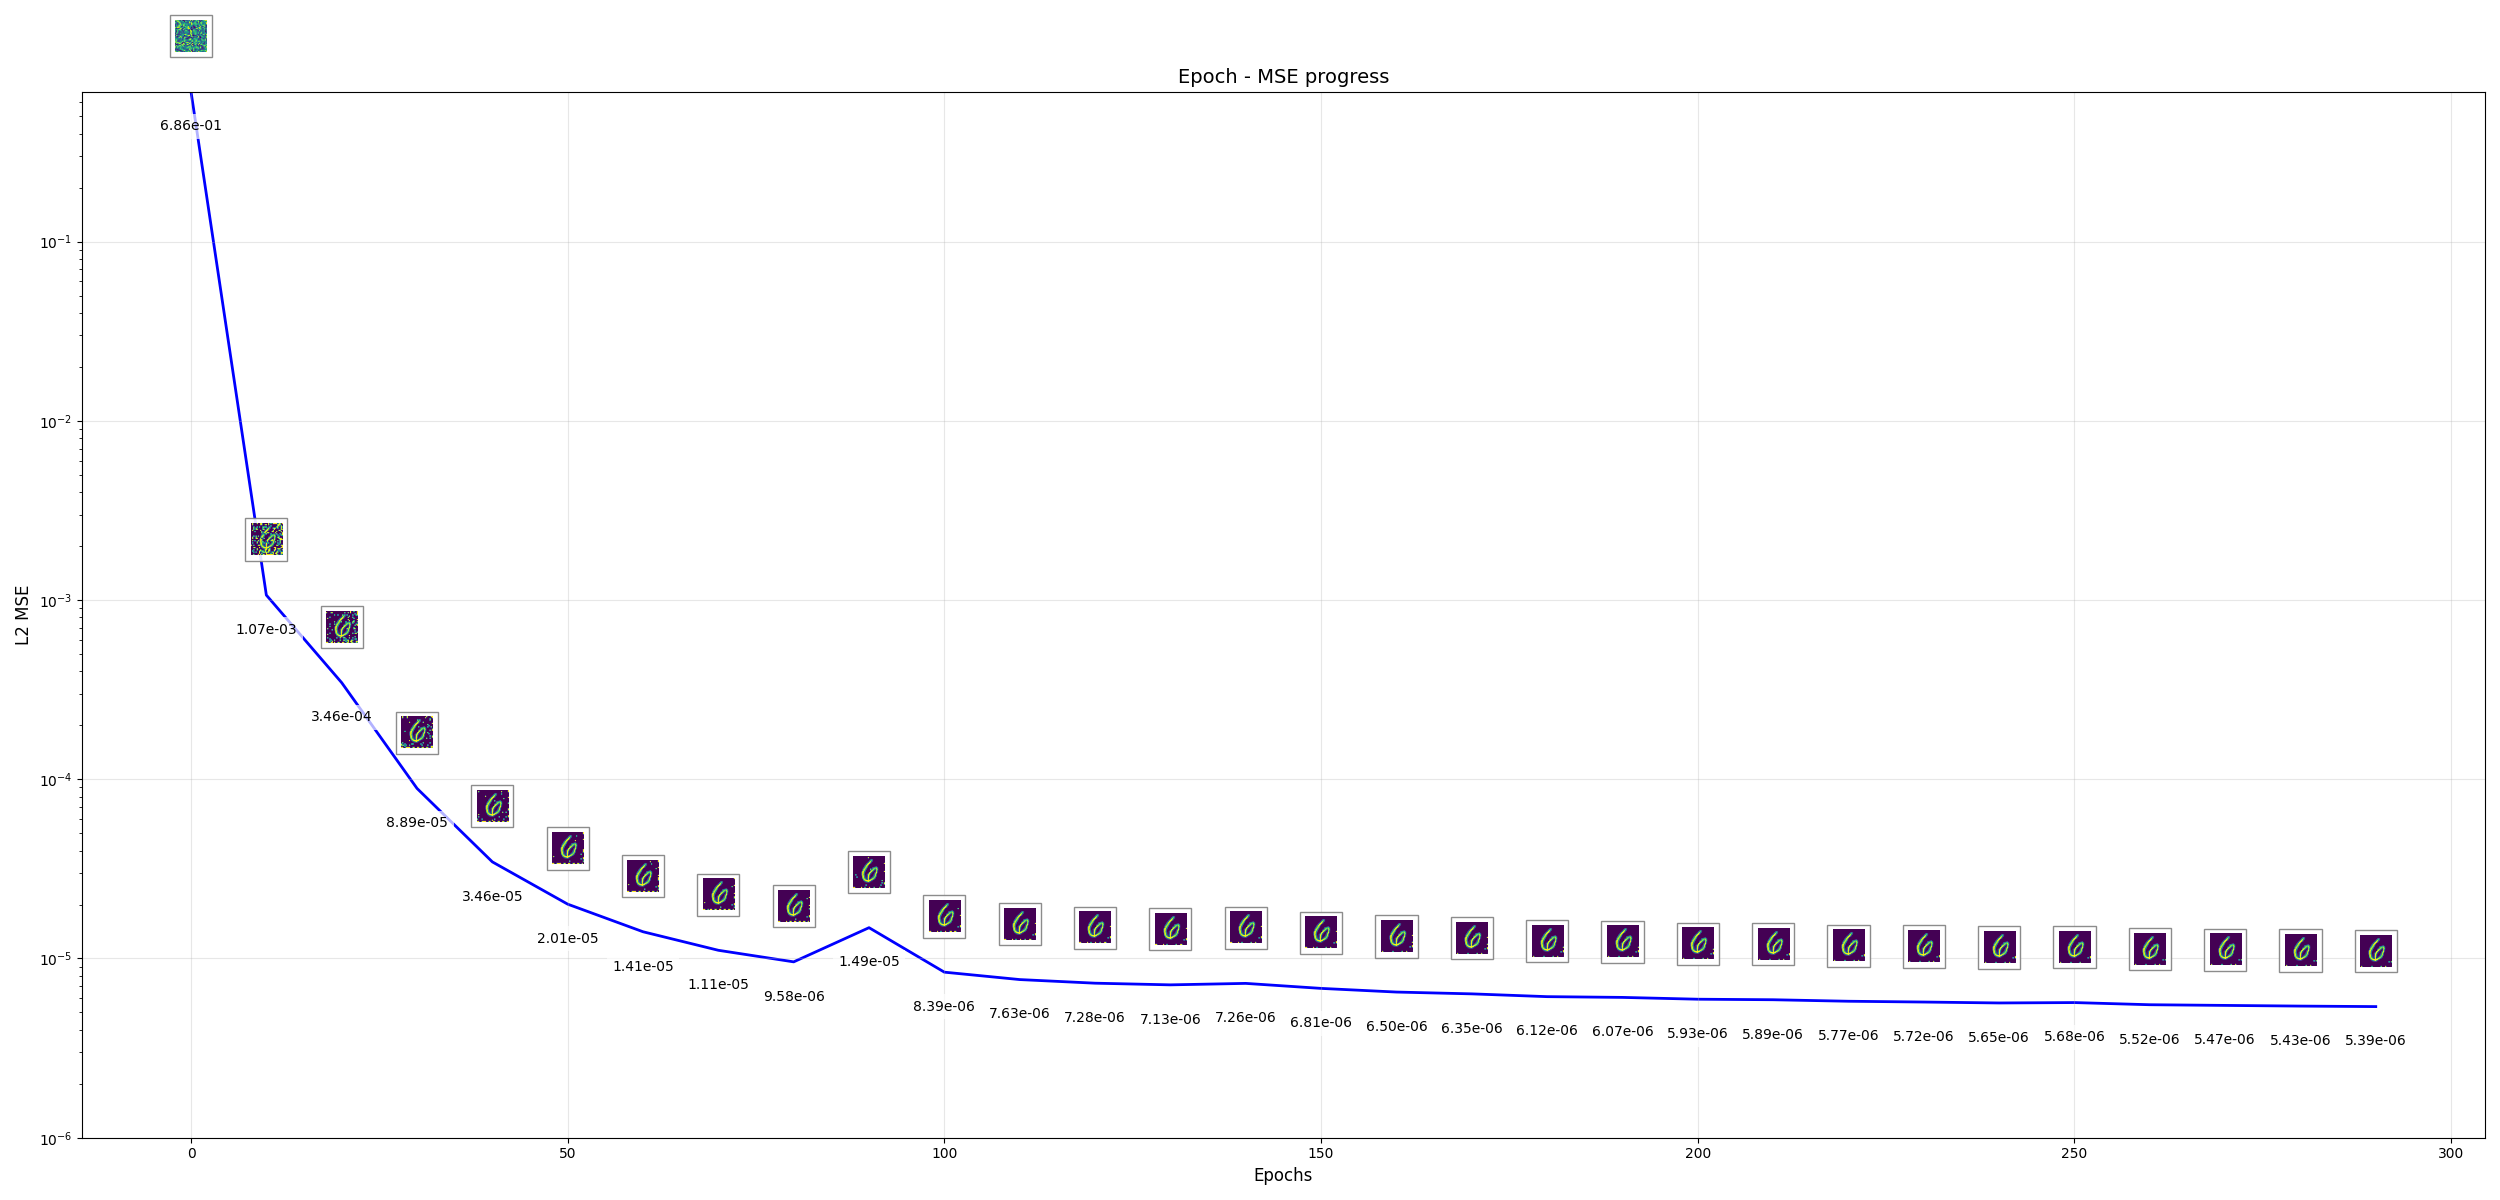 Epoch - MSE progress
6.86e-01
10⁻¹
10⁻²
10⁻³
1.07e-03
3.46e-04
10⁻⁴
8.89e-05
3.46e-05
2.01e-05
1.41e-05
1.11e-05
9.58e-06
1.49e-05
8.39e-06
7.63e-06
7.28e-06
7.13e-06
7.26e-06
6.81e-06
6.50e-06
6.35e-06
6.12e-06
6.07e-06
5.93e-06
5.89e-06
5.77e-06
5.72e-06
5.65e-06
5.68e-06
5.52e-06
5.47e-06
5.43e-06
5.39e-06
10⁻⁵
10⁻⁶
L2 MSE
0 50 100 150 200 250 300
Epochs